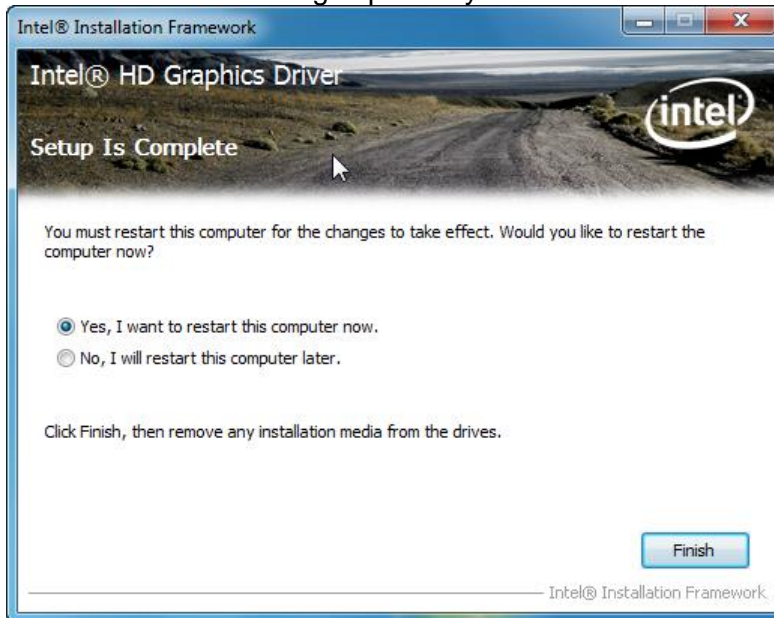 Intel® Installation Framework
Intel® HD Graphics Driver
intel
Setup Is Complete
You must restart this computer for the changes to take effect. Would you like to restart the
computer now?
Yes, I want to restart this computer now.
No, I will restart this computer later.
Click Finish, then remove any installation media from the drives.
Finish
Intel® Installation Framework